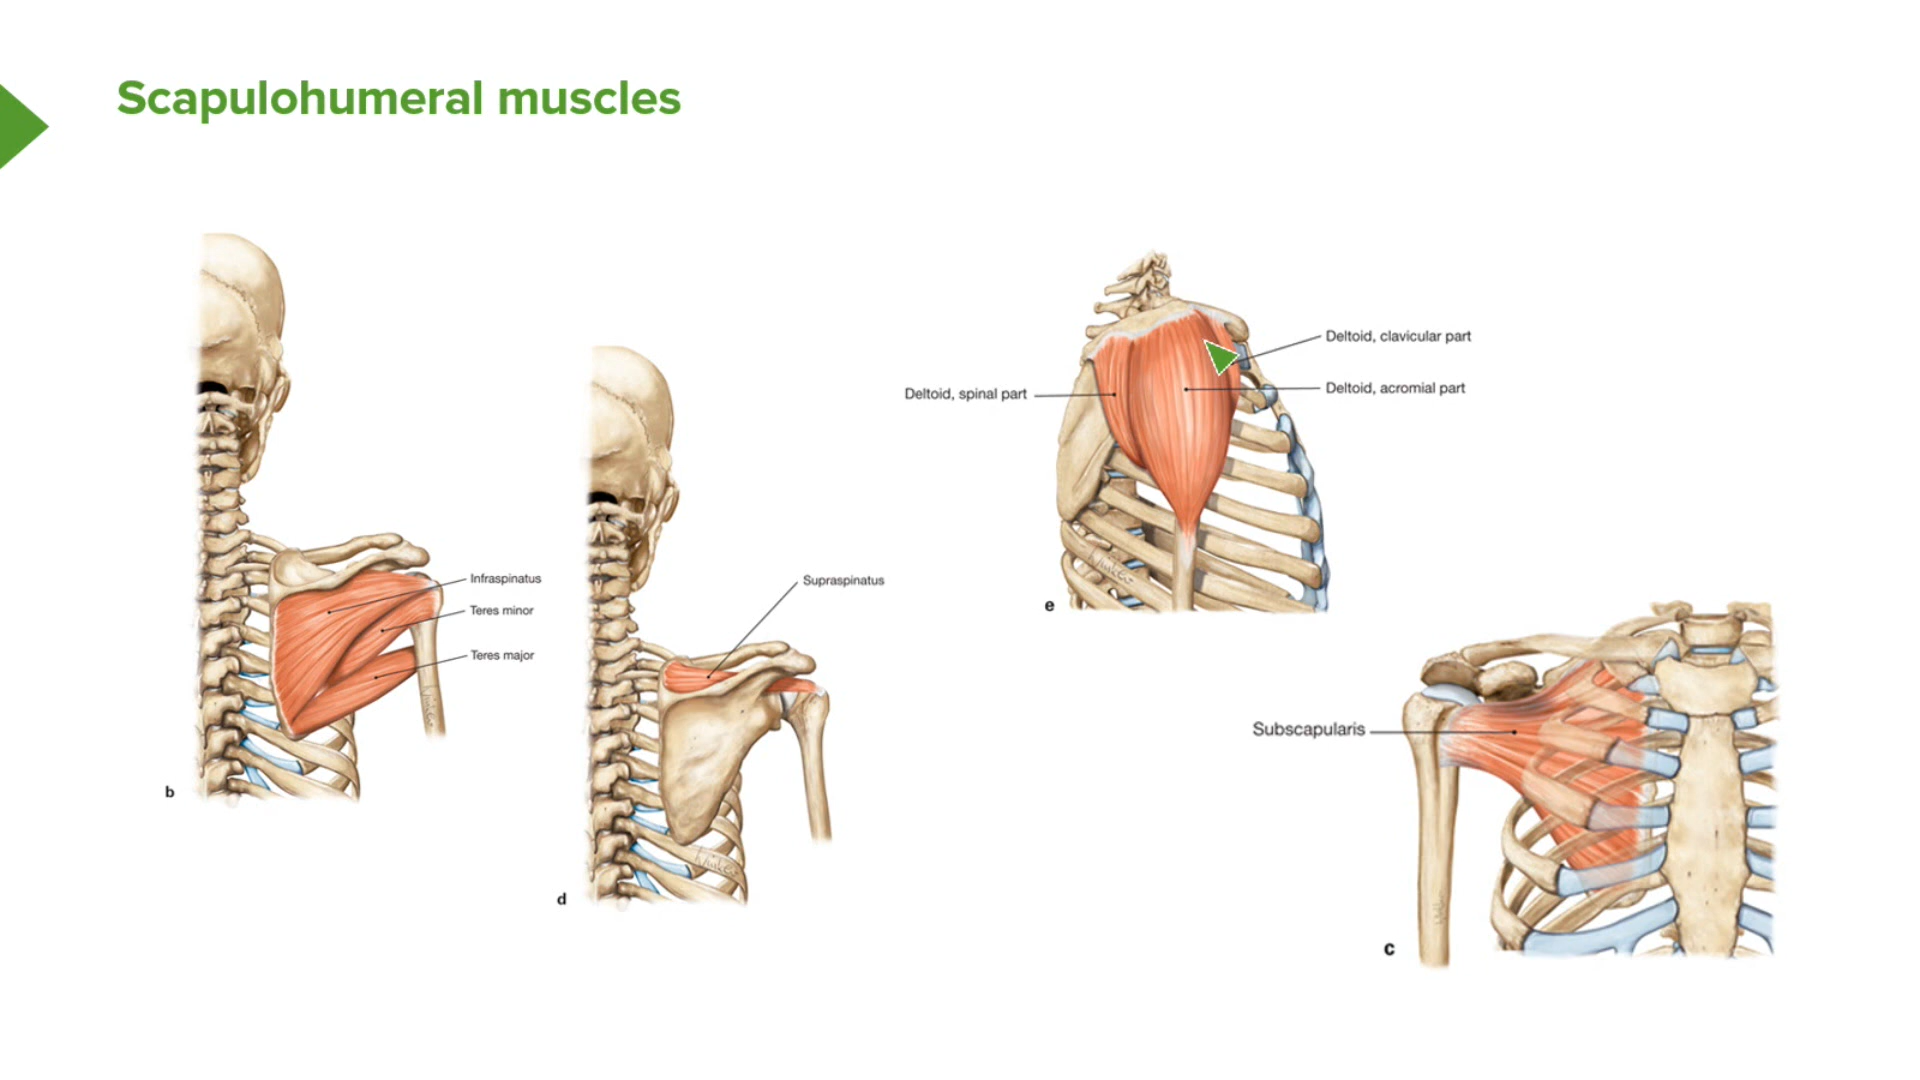 Scapulohumeral muscles
Infraspinatus
Teres minor
Teres major
b
Supraspinatus
d
Deltoid, clavicular part
Deltoid, acromial part
Deltoid, spinal part
e
Subscapularis
c